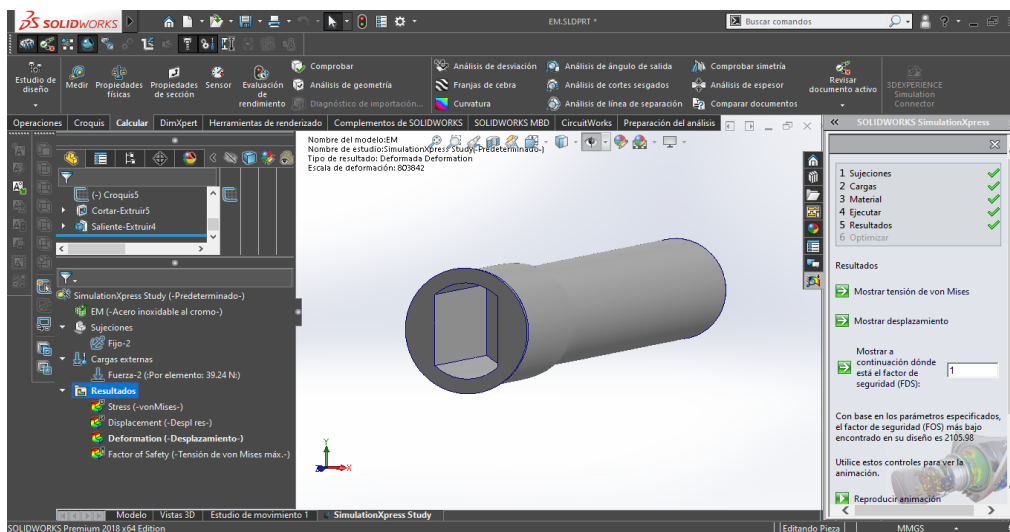 SOLIDWORKS
EM.SLDPRT *
Buscar comandos
Estudio de diseño
Medir
Propiedades físicas
Propiedades de sección
Sensor
Evaluación de rendimiento
Comprobar
Análisis de geometría
Diagnóstico de importación...
Análisis de desviación
Franjas de cebra
Curvatura
Análisis de ángulo de salida
Análisis de cortes sesgados
Análisis de línea de separación
Comprobar simetría
Análisis de espesor
Comparar documentos
Revisar documento activo
3DEXPERIENCE Simulation Connector
Operaciones Croquis Calcular DimXpert Herramientas de renderizado Complementos de SOLIDWORKS SOLIDWORKS MBD CircuitWorks Preparación del análisis
SOLIDWORKS SimulationXpress
Nombre del modelo:EM
Nombre de estudio:SimulationXpress Study(-Predeterminado-)
Tipo de resultado: Deformada Deformation
Escala de deformación: 803842
(-) Croquis5
Cortar-Extruir5
Saliente-Extruir4
SimulationXpress Study (-Predeterminado-)
EM (-Acero inoxidable al cromo-)
Sujeciones
Fijo-2
Cargas externas
Fuerza-2 (:Por elemento: 39.24 N:)
Resultados
Stress (-vonMises-)
Displacement (-Despl res-)
Deformation (-Desplazamiento-)
Factor of Safety (-Tensión de von Mises máx.-)
Y
X
Z
1 Sujeciones
2 Cargas
3 Material
4 Ejecutar
5 Resultados
6 Optimizar
Resultados
Mostrar tensión de von Mises
Mostrar desplazamiento
Mostrar a
continuación dónde
está el factor de
seguridad (FDS):
1
Con base en los parámetros especificados,
el factor de seguridad (FOS) más bajo
encontrado en su diseño es 2105.98
Utilice estos controles para ver la
animación.
Reproducir animación
Modelo Vistas 3D Estudio de movimiento 1 SimulationXpress Study
SOLIDWORKS Premium 2018 x64 Edition
Editando Pieza
MMGS